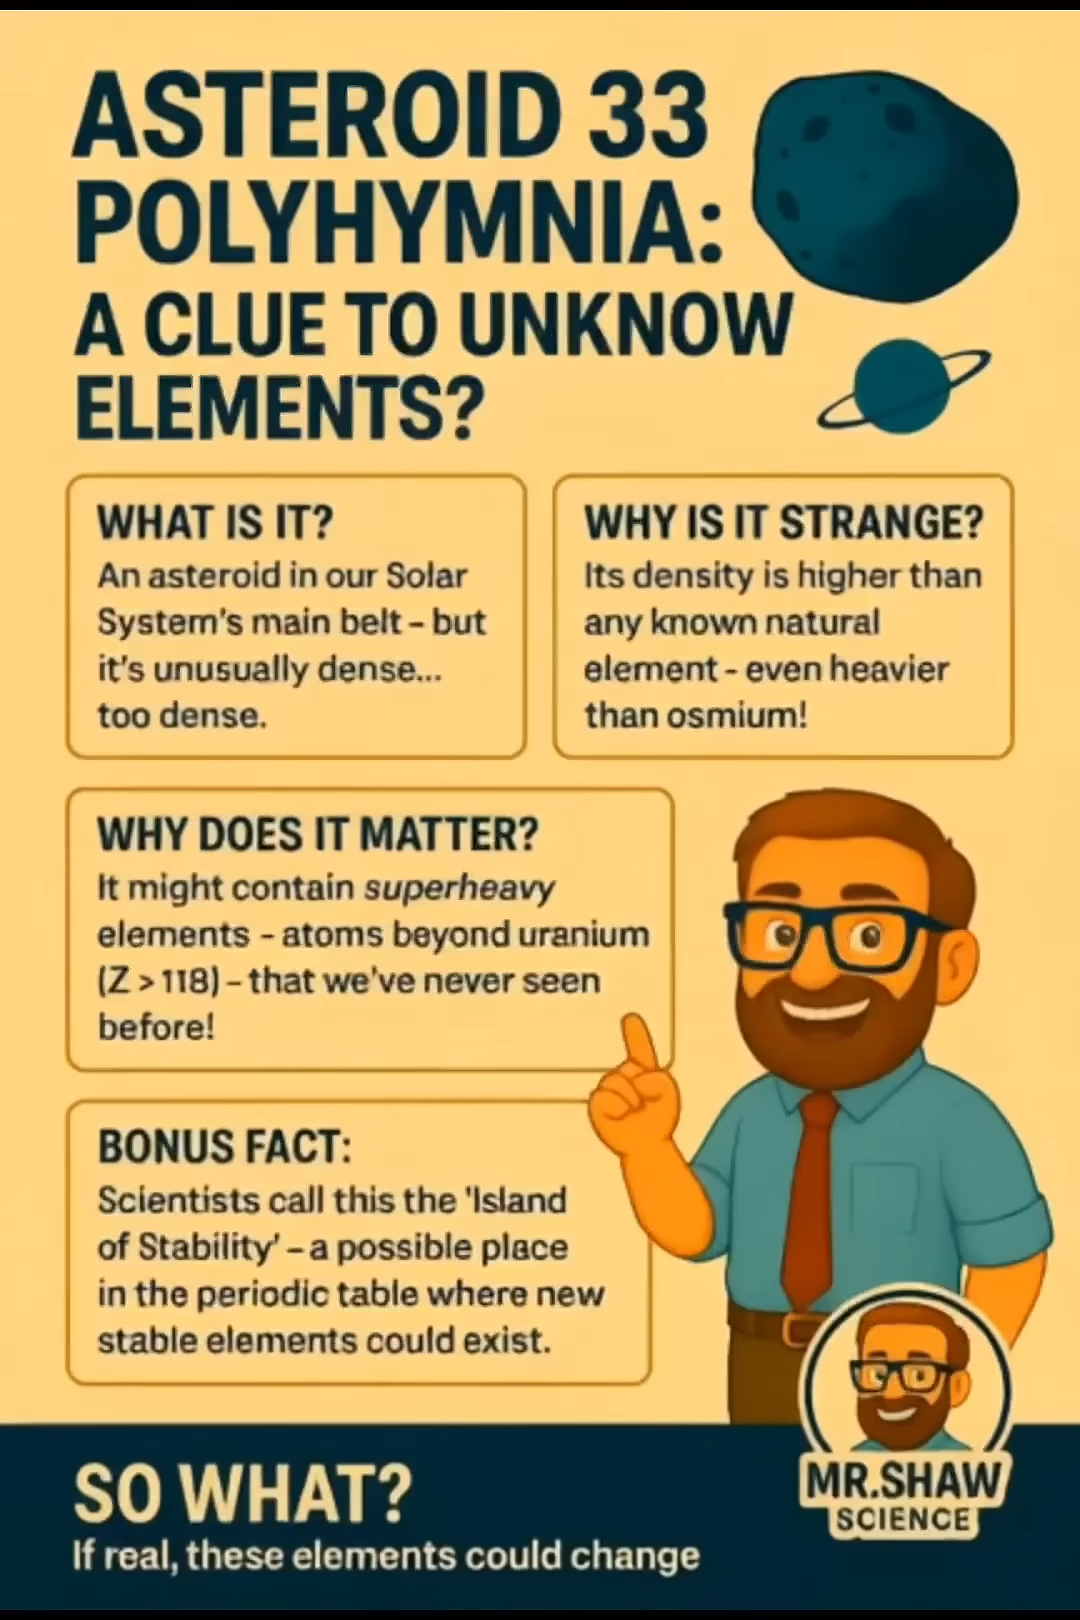 ASTEROID 33
POLYHYMNIA:
A CLUE TO UNKNOW
ELEMENTS?
WHAT IS IT?
An asteroid in our Solar
System's main belt – but
it's unusually dense...
too dense.
WHY IS IT STRANGE?
Its density is higher than
any known natural
element - even heavier
than osmium!
WHY DOES IT MATTER?
It might contain superheavy
elements – atoms beyond uranium
(Z > 118) – that we've never seen
before!
BONUS FACT:
Scientists call this the 'Island
of Stability' – a possible place
in the periodic table where new
stable elements could exist.
SO WHAT?
If real, these elements could change
MR.SHAW
SCIENCE